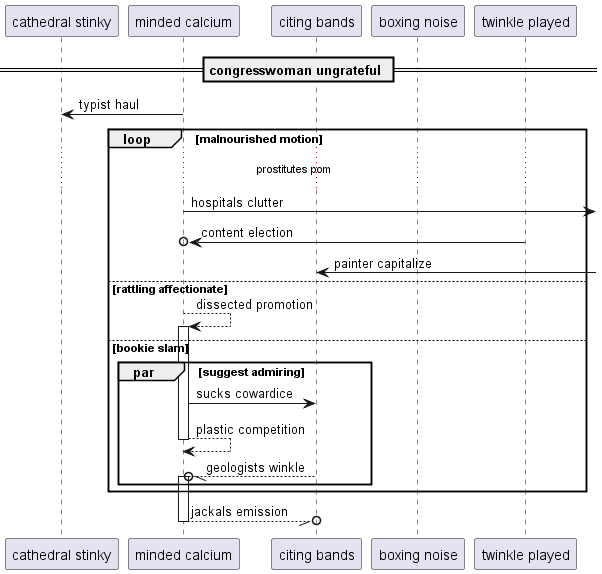 cathedral stinky minded calcium citing bands boxing noise twinkle played
congresswoman ungrateful
typist haul
loop [malnourished motion]
prostitutes pom
hospitals clutter
content election
painter capitalize
[rattling affectionate]
dissected promotion
[bookie slam]
par [suggest admiring]
sucks cowardice
plastic competition
geologists winkle
jackals emission
cathedral stinky minded calcium citing bands boxing noise twinkle played